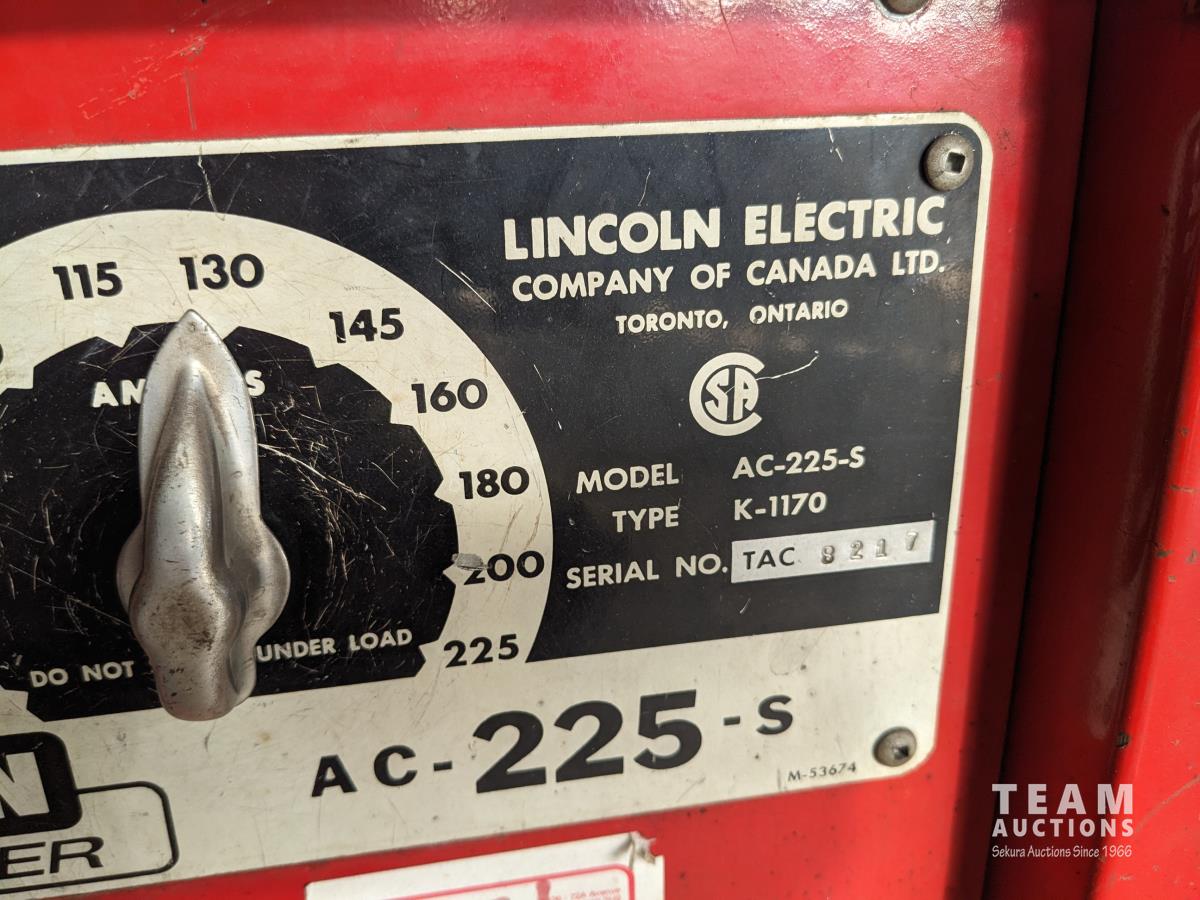 LINCOLN ELECTRIC
COMPANY OF CANADA LTD.
TORONTO, ONTARIO
115
130
145
160
180
200
225
DO NOT
UNDER LOAD
MODEL AC-225-S
TYPE K-1170
SERIAL NO. TAC 8217
AC-225-S
M-53674
TEAM
AUCTIONS
Sekura Auctions Since 1966